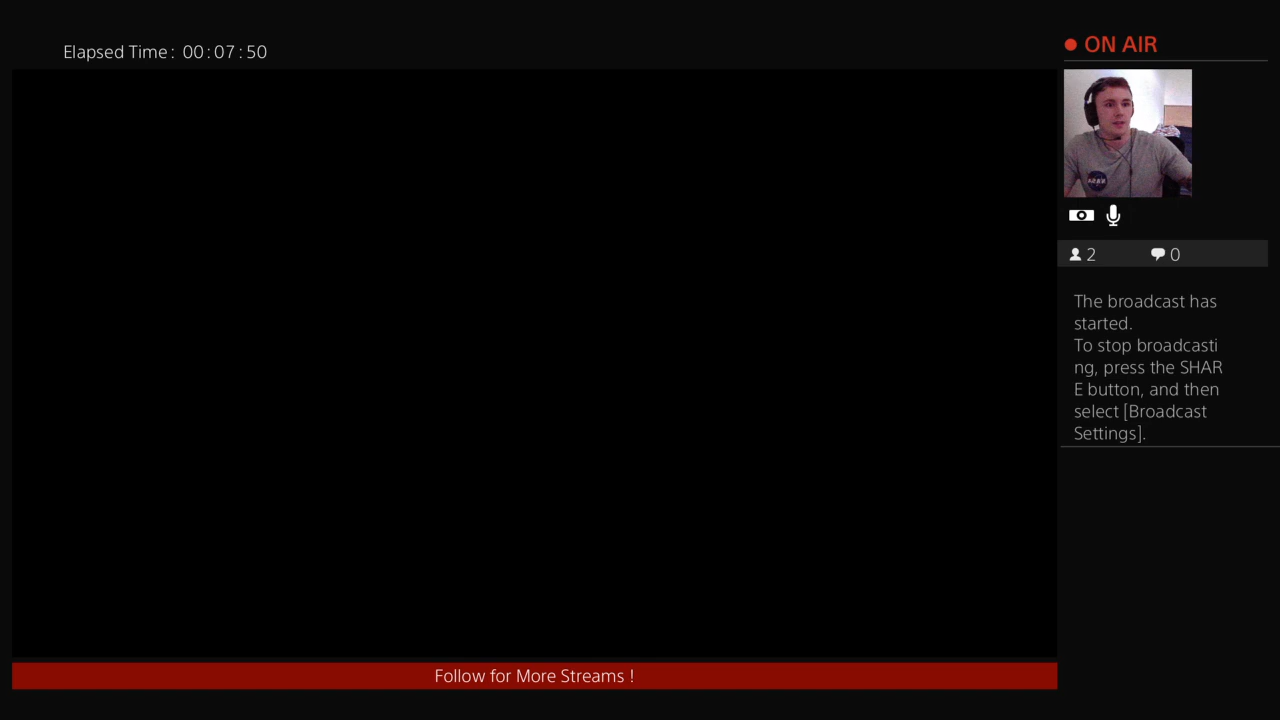 Elapsed Time: 00:07:50
ON AIR
2 0
The broadcast has
started.
To stop broadcasti
ng, press the SHAR
E button, and then
select [Broadcast
Settings].
Follow for More Streams !